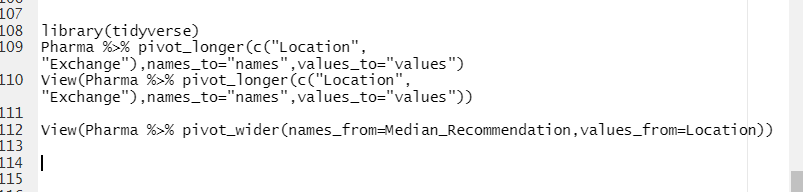 107
108 library(tidyverse)
109 Pharma %>% pivot_longer(c("Location",
"Exchange"),names_to="names",values_to="values")
110 View(Pharma %>% pivot_longer(c("Location",
"Exchange"),names_to="names",values_to="values"))
111
112 View(Pharma %>% pivot_wider(names_from=Median_Recommendation,values_from=Location))
113
114
115